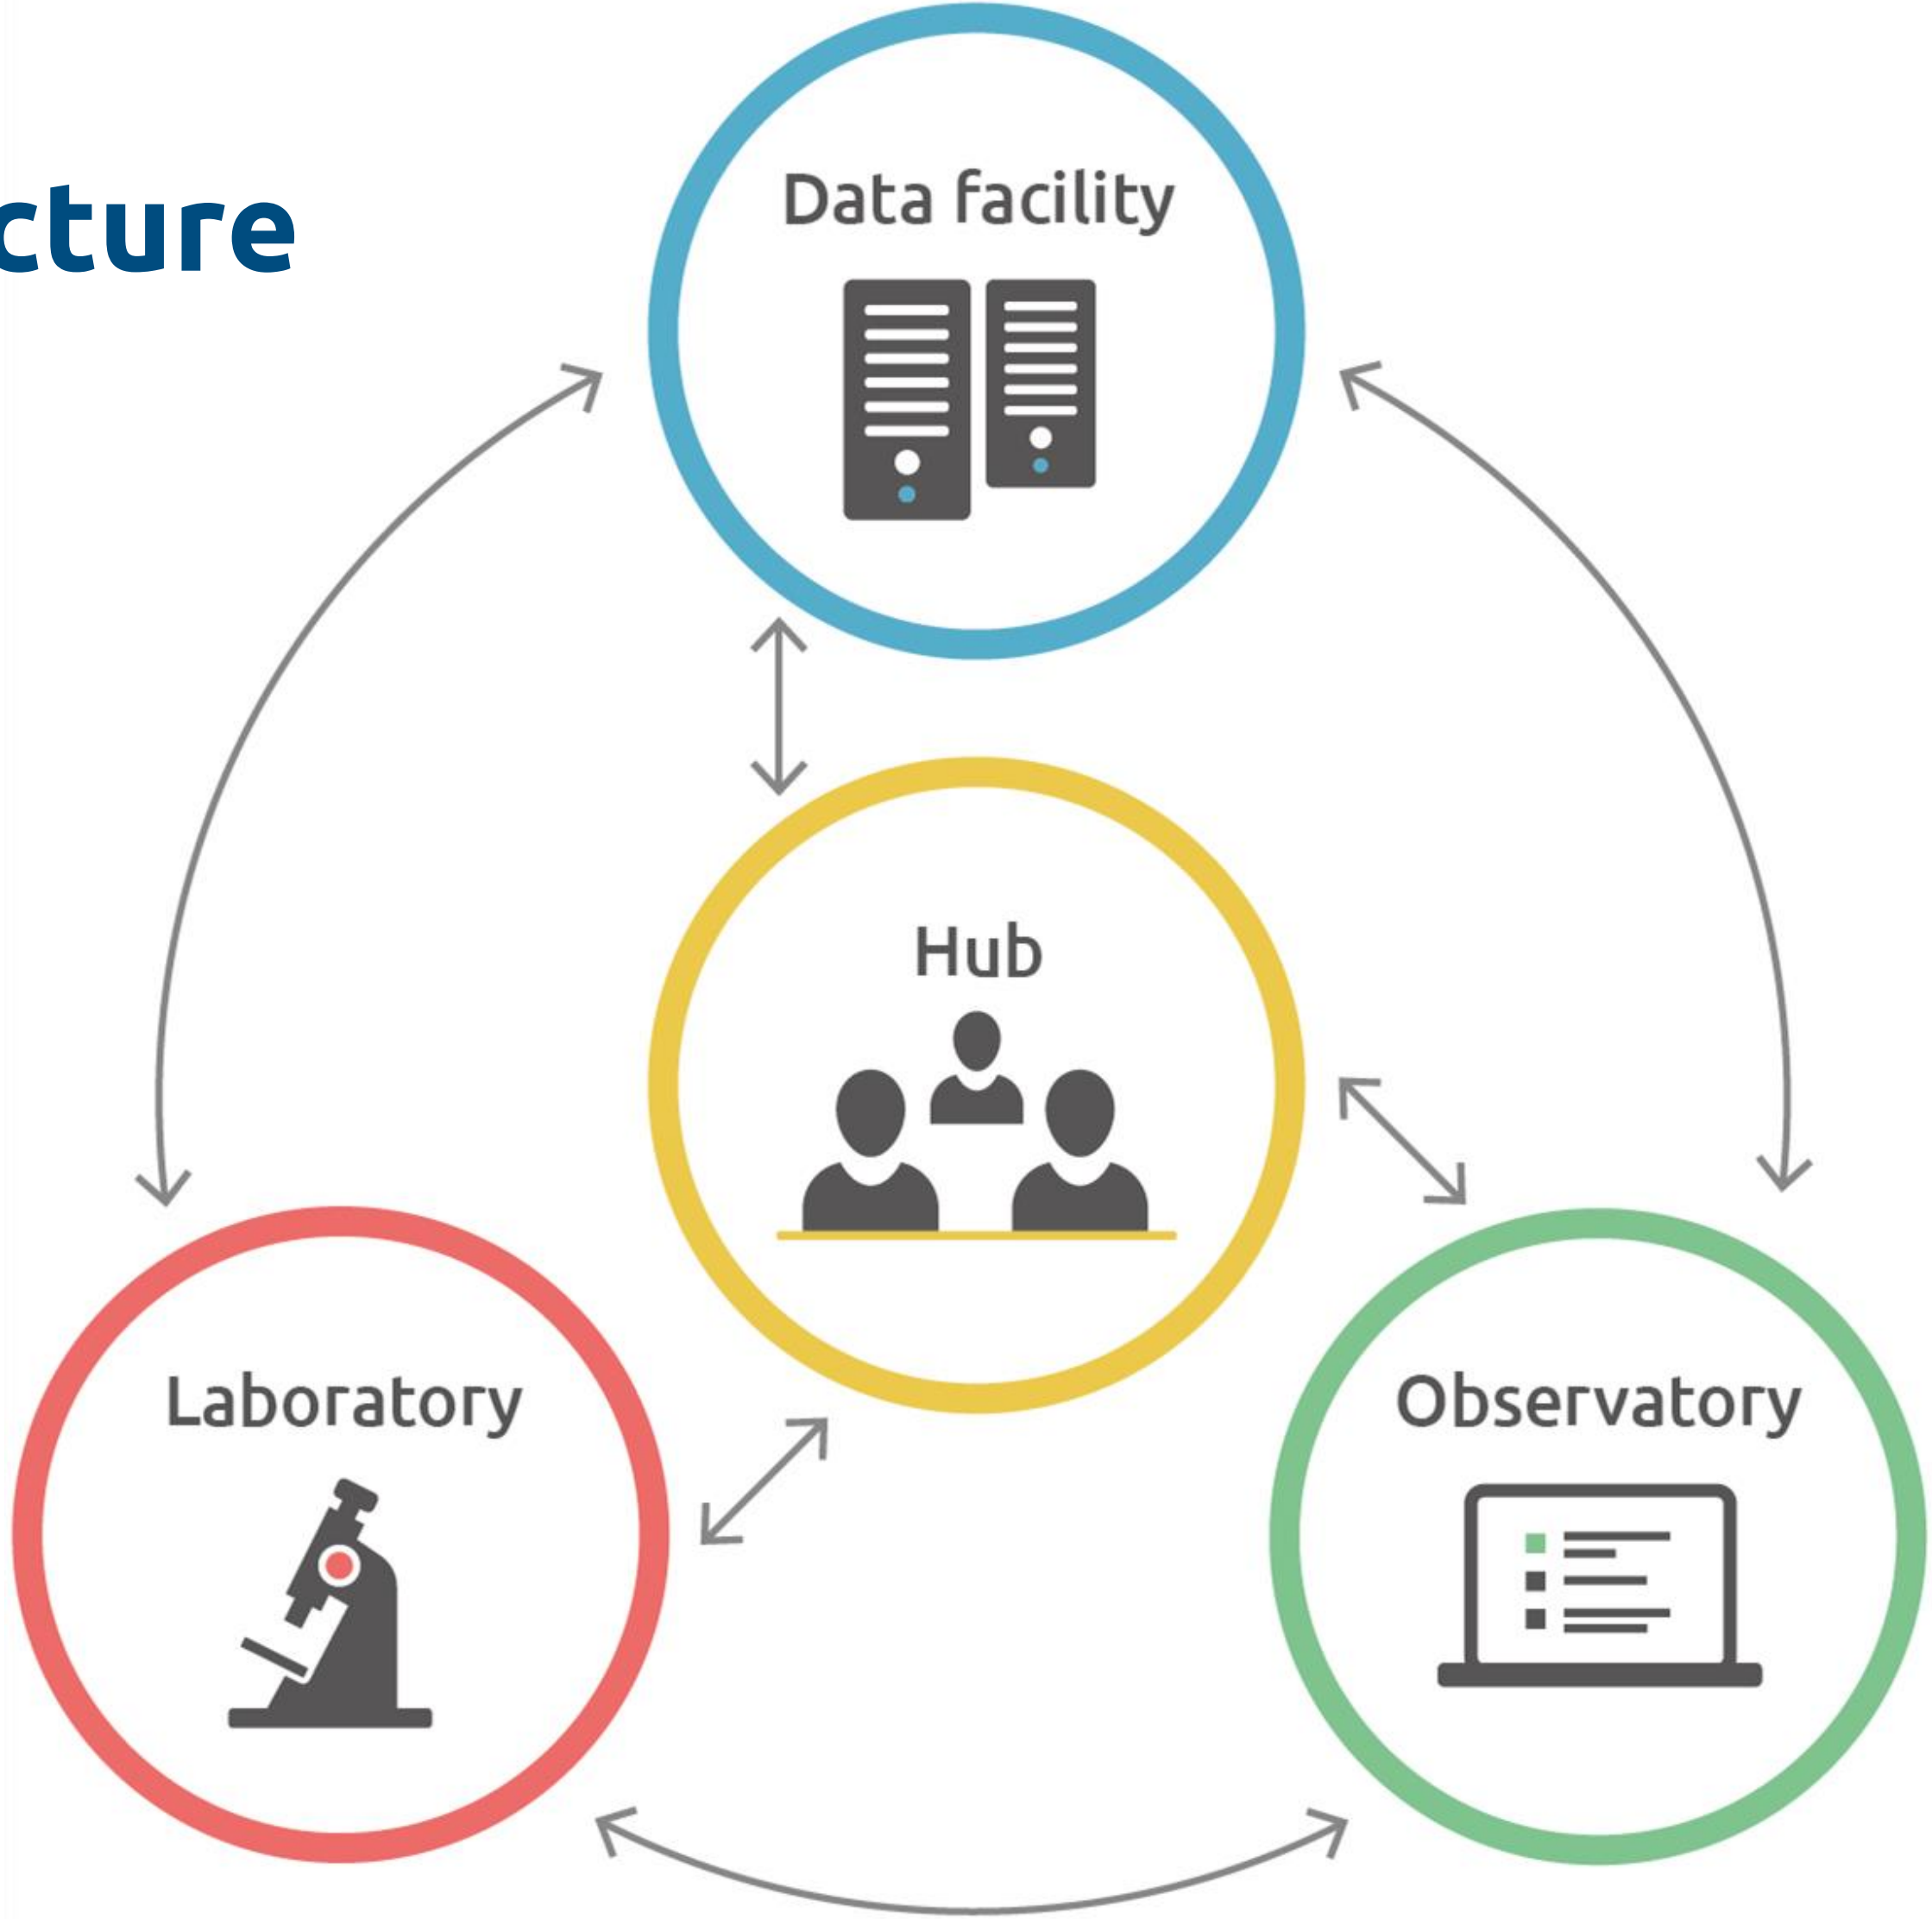 cture
Data facility
Hub
Laboratory
Observatory